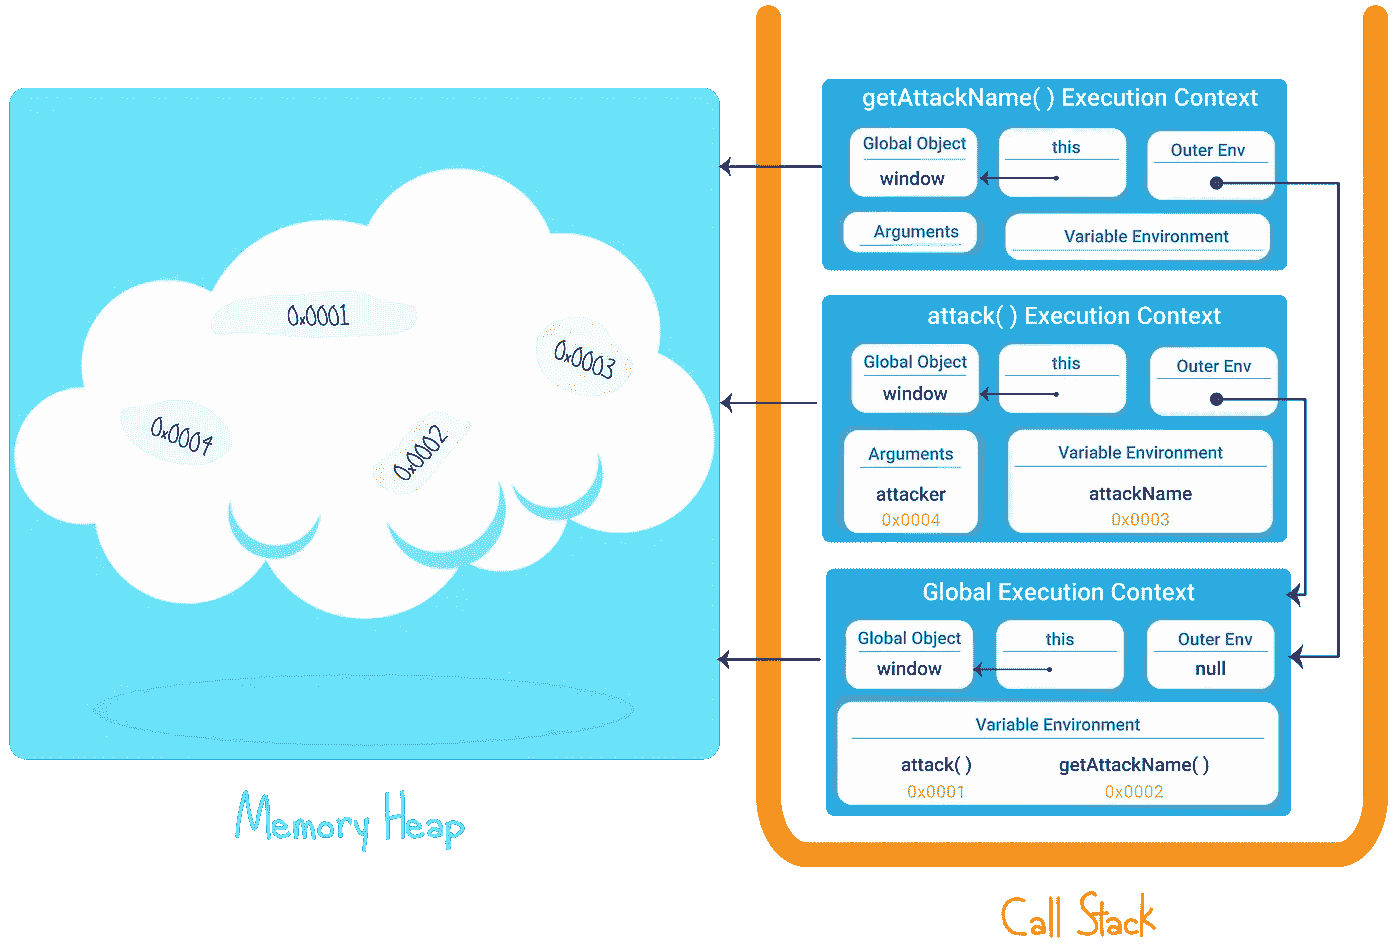 0x0001
0x0003
0x0004
0x0002
Memory Heap
getAttackName( ) Execution Context
Global Object
window
this
Outer Env
Arguments
Variable Environment
attack( ) Execution Context
Global Object
window
this
Outer Env
Arguments
attacker
0x0004
Variable Environment
attackName
0x0003
Global Execution Context
Global Object
window
this
Outer Env
null
Variable Environment
attack( )
0x0001
getAttackName( )
0x0002
Call Stack